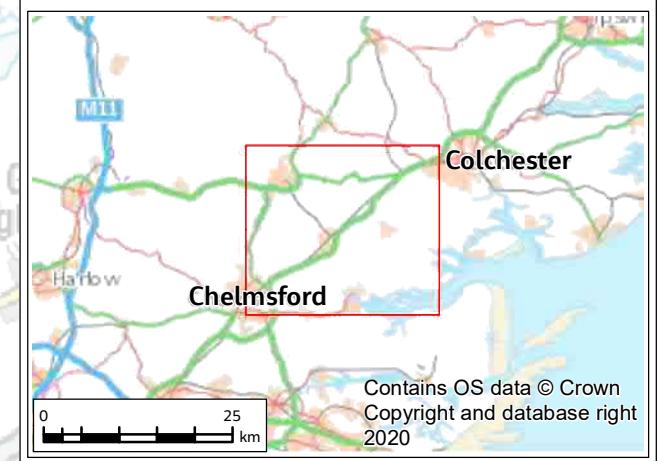 M11
Colchester
Harlow
Chelmsford
Contains OS data © Crown
Copyright and database right
2020
0 25
km